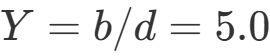 Y = b/d = 5.0